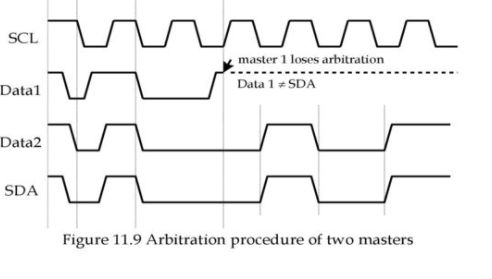 SCL
master 1 loses arbitration
Data1
Data 1 ≠ SDA
Data2
SDA
Figure 11.9 Arbitration procedure of two masters